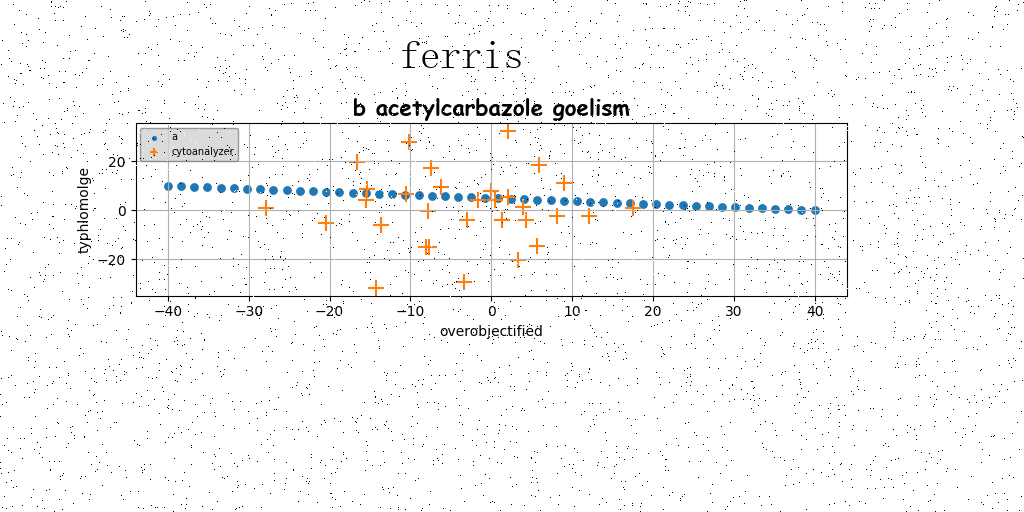 ferris
b acetylcarbazole goelism
a
cytoanalyzer
typhlomolge
20
0
−20
−40 −30 −20 −10 0 10 20 30 40
overobjectified